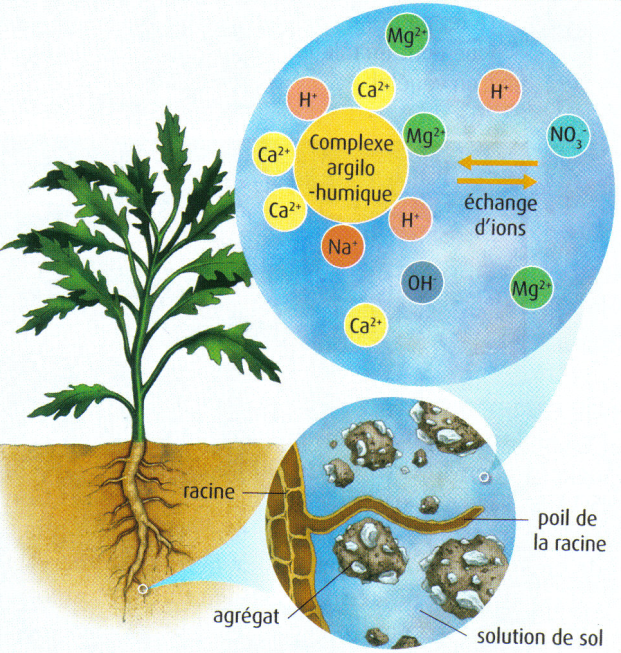 Mg²⁺
H⁺
Ca²⁺
H⁺
Ca²⁺
Complexe
argilo
-humique
Mg²⁺
NO₃⁻
Ca²⁺
H⁺
échange
d'ions
Na⁺
OH⁻
Mg²⁺
Ca²⁺
racine
poil de
la racine
agrégat
solution de sol